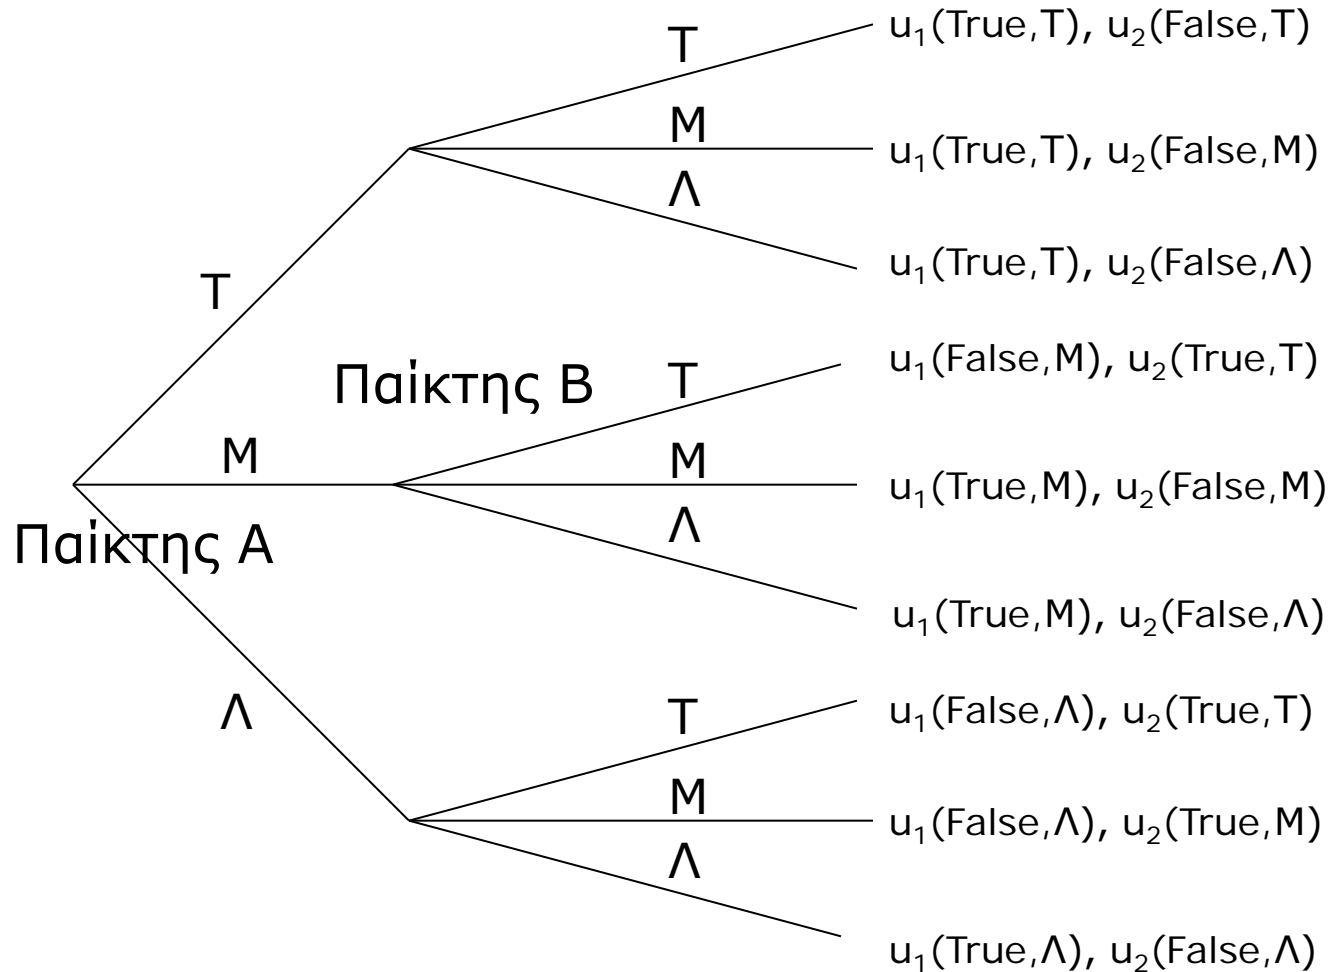 Τ
u₁(True,Τ), u₂(False,Τ)
Μ
u₁(True,Τ), u₂(False,Μ)
Λ
u₁(True,Τ), u₂(False,Λ)
Τ
Παίκτης Β
Τ
u₁(False,Μ), u₂(True,Τ)
Μ
Μ
u₁(True,Μ), u₂(False,Μ)
Λ
Παίκτης Α
u₁(True,Μ), u₂(False,Λ)
Λ
Τ
u₁(False,Λ), u₂(True,Τ)
Μ
u₁(False,Λ), u₂(True,Μ)
Λ
u₁(True,Λ), u₂(False,Λ)